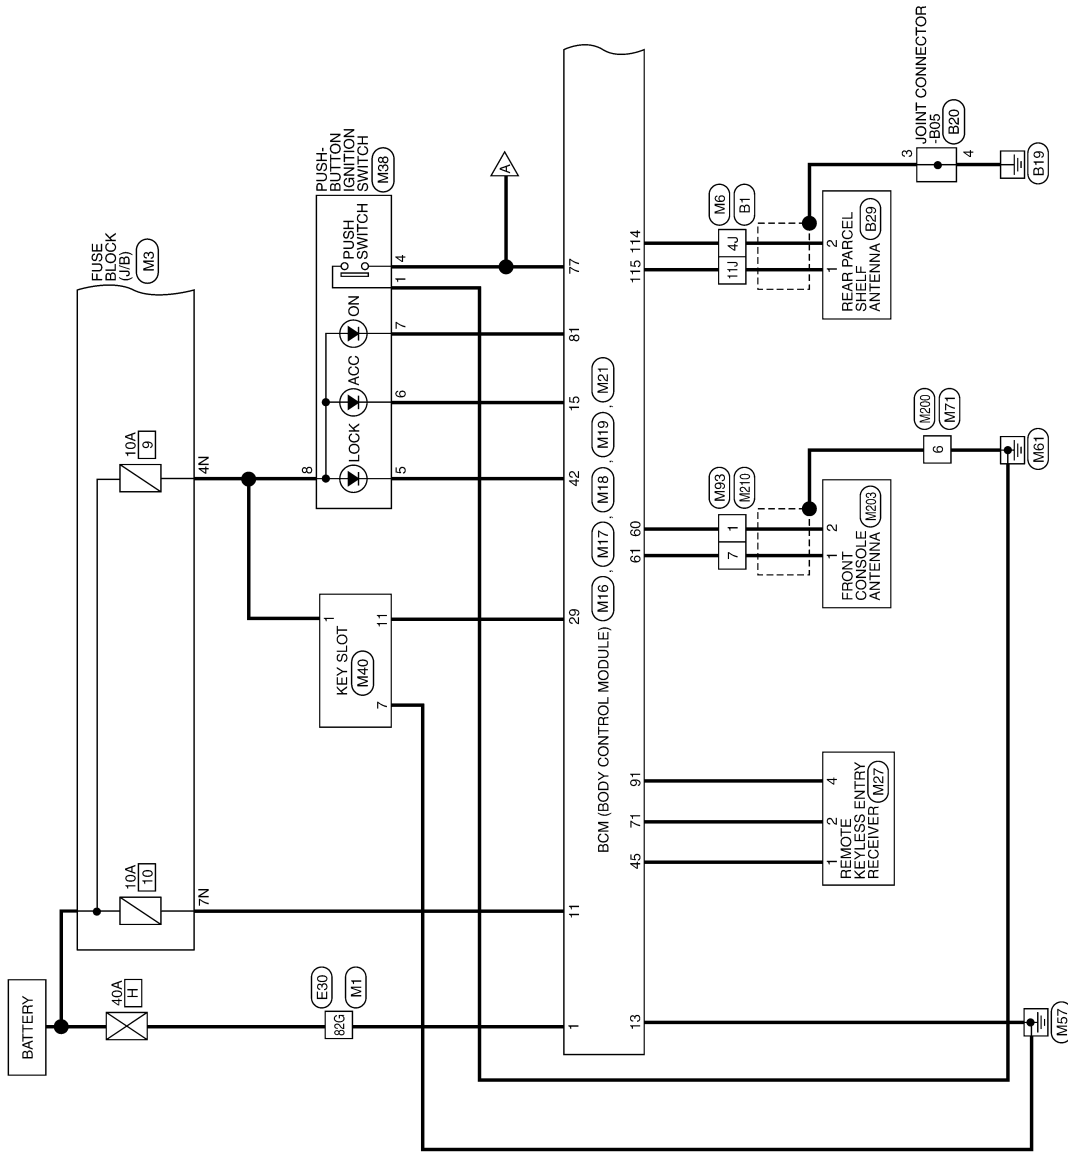 BATTERY
40A
H
E30
M1
82G
1
FUSE
BLOCK
(J/B)
M3
10A
10
7N
11
10A
9
4N
KEY SLOT
M40
1
11
7
29
PUSH-
BUTTON
IGNITION
SWITCH
M38
8
LOCK
ACC
ON
PUSH
SWITCH
5
6
7
1
4
42
15
81
77
A
BCM (BODY CONTROL MODULE) M16 , M17 , M18 , M19 , M21
13
M57
45
71
91
1
2
4
REMOTE
KEYLESS ENTRY
RECEIVER M27
61
60
7
1
M93
M210
1
2
FRONT
CONSOLE
ANTENNA M203
M200
M71
6
M61
115
114
11J
4J
M6
B1
1
2
REAR PARCEL
SHELF
ANTENNA B29
JOINT CONNECTOR
-B05
B20
3
4
B19